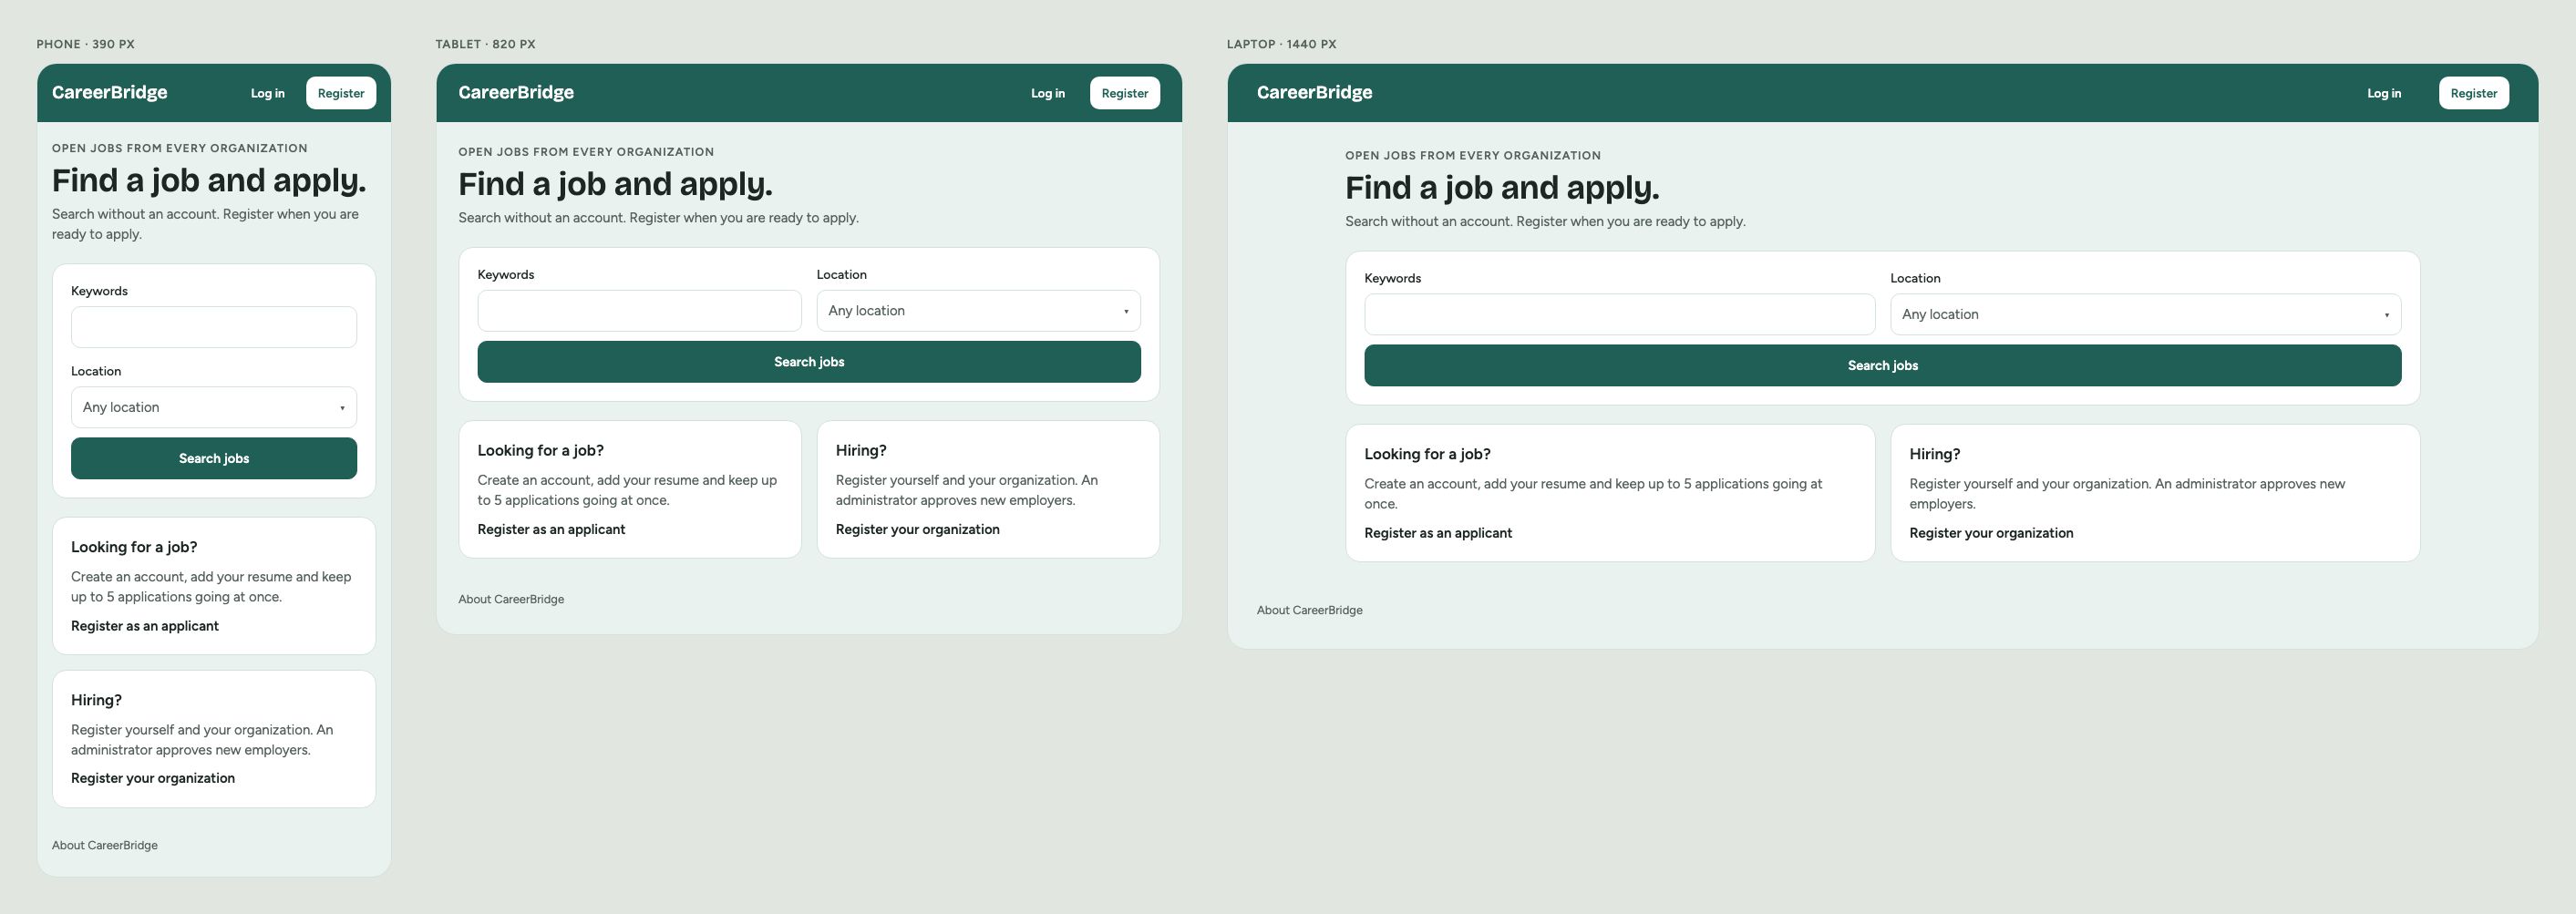 PHONE · 390 PX
CareerBridge
Log in
Register
OPEN JOBS FROM EVERY ORGANIZATION
Find a job and apply.
Search without an account. Register when you are
ready to apply.
Keywords
Location
Any location
Search jobs
Looking for a job?
Create an account, add your resume and keep
up to 5 applications going at once.
Register as an applicant
Hiring?
Register yourself and your organization. An
administrator approves new employers.
Register your organization
About CareerBridge
TABLET · 820 PX
CareerBridge
Log in
Register
OPEN JOBS FROM EVERY ORGANIZATION
Find a job and apply.
Search without an account. Register when you are ready to apply.
Keywords
Location
Any location
Search jobs
Looking for a job?
Create an account, add your resume and keep up
to 5 applications going at once.
Register as an applicant
Hiring?
Register yourself and your organization. An
administrator approves new employers.
Register your organization
About CareerBridge
LAPTOP · 1440 PX
CareerBridge
Log in
Register
OPEN JOBS FROM EVERY ORGANIZATION
Find a job and apply.
Search without an account. Register when you are ready to apply.
Keywords
Location
Any location
Search jobs
Looking for a job?
Create an account, add your resume and keep up to 5 applications going at
once.
Register as an applicant
Hiring?
Register yourself and your organization. An administrator approves new
employers.
Register your organization
About CareerBridge